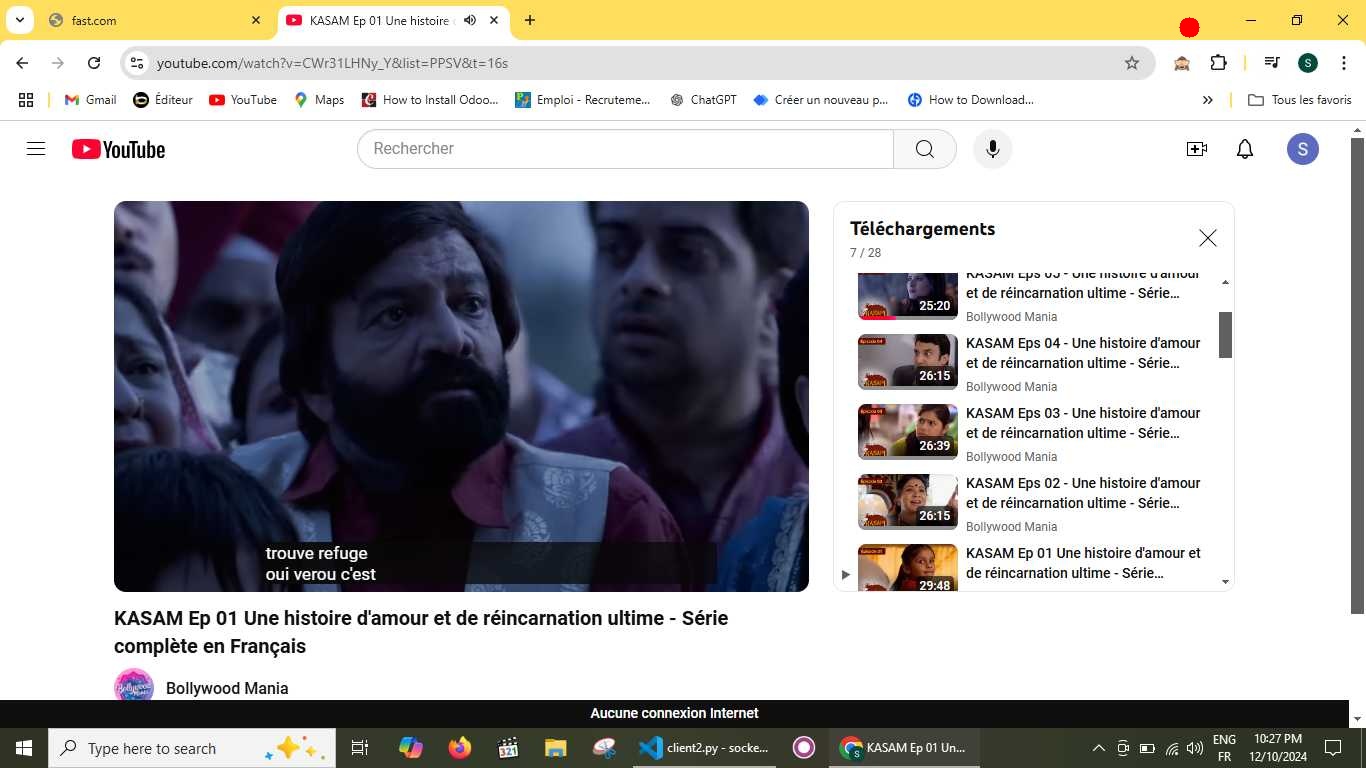 fast.com
KASAM Ep 01 Une histoire
youtube.com/watch?v=CWr31LHNy_Y&list=PPSV&t=16s
S
Gmail
Éditeur
YouTube
Maps
How to Install Odoo...
Emploi - Recruteme...
ChatGPT
Créer un nouveau p...
How to Download...
Tous les favoris
YouTube
Rechercher
S
trouve refuge
oui verou c'est
Téléchargements
7 / 28
KASAM Eps 05 - Une histoire d'amour
et de réincarnation ultime - Série...
Bollywood Mania
25:20
KASAM Eps 04 - Une histoire d'amour
et de réincarnation ultime - Série...
Bollywood Mania
26:15
KASAM Eps 03 - Une histoire d'amour
et de réincarnation ultime - Série...
Bollywood Mania
26:39
KASAM Eps 02 - Une histoire d'amour
et de réincarnation ultime - Série...
Bollywood Mania
26:15
KASAM Ep 01 Une histoire d'amour et
de réincarnation ultime - Série...
29:48
KASAM Ep 01 Une histoire d'amour et de réincarnation ultime - Série
complète en Français
Bollywood Mania
Aucune connexion Internet
Type here to search
client2.py - socke...
KASAM Ep 01 Un...
ENG
FR
10:27 PM
12/10/2024